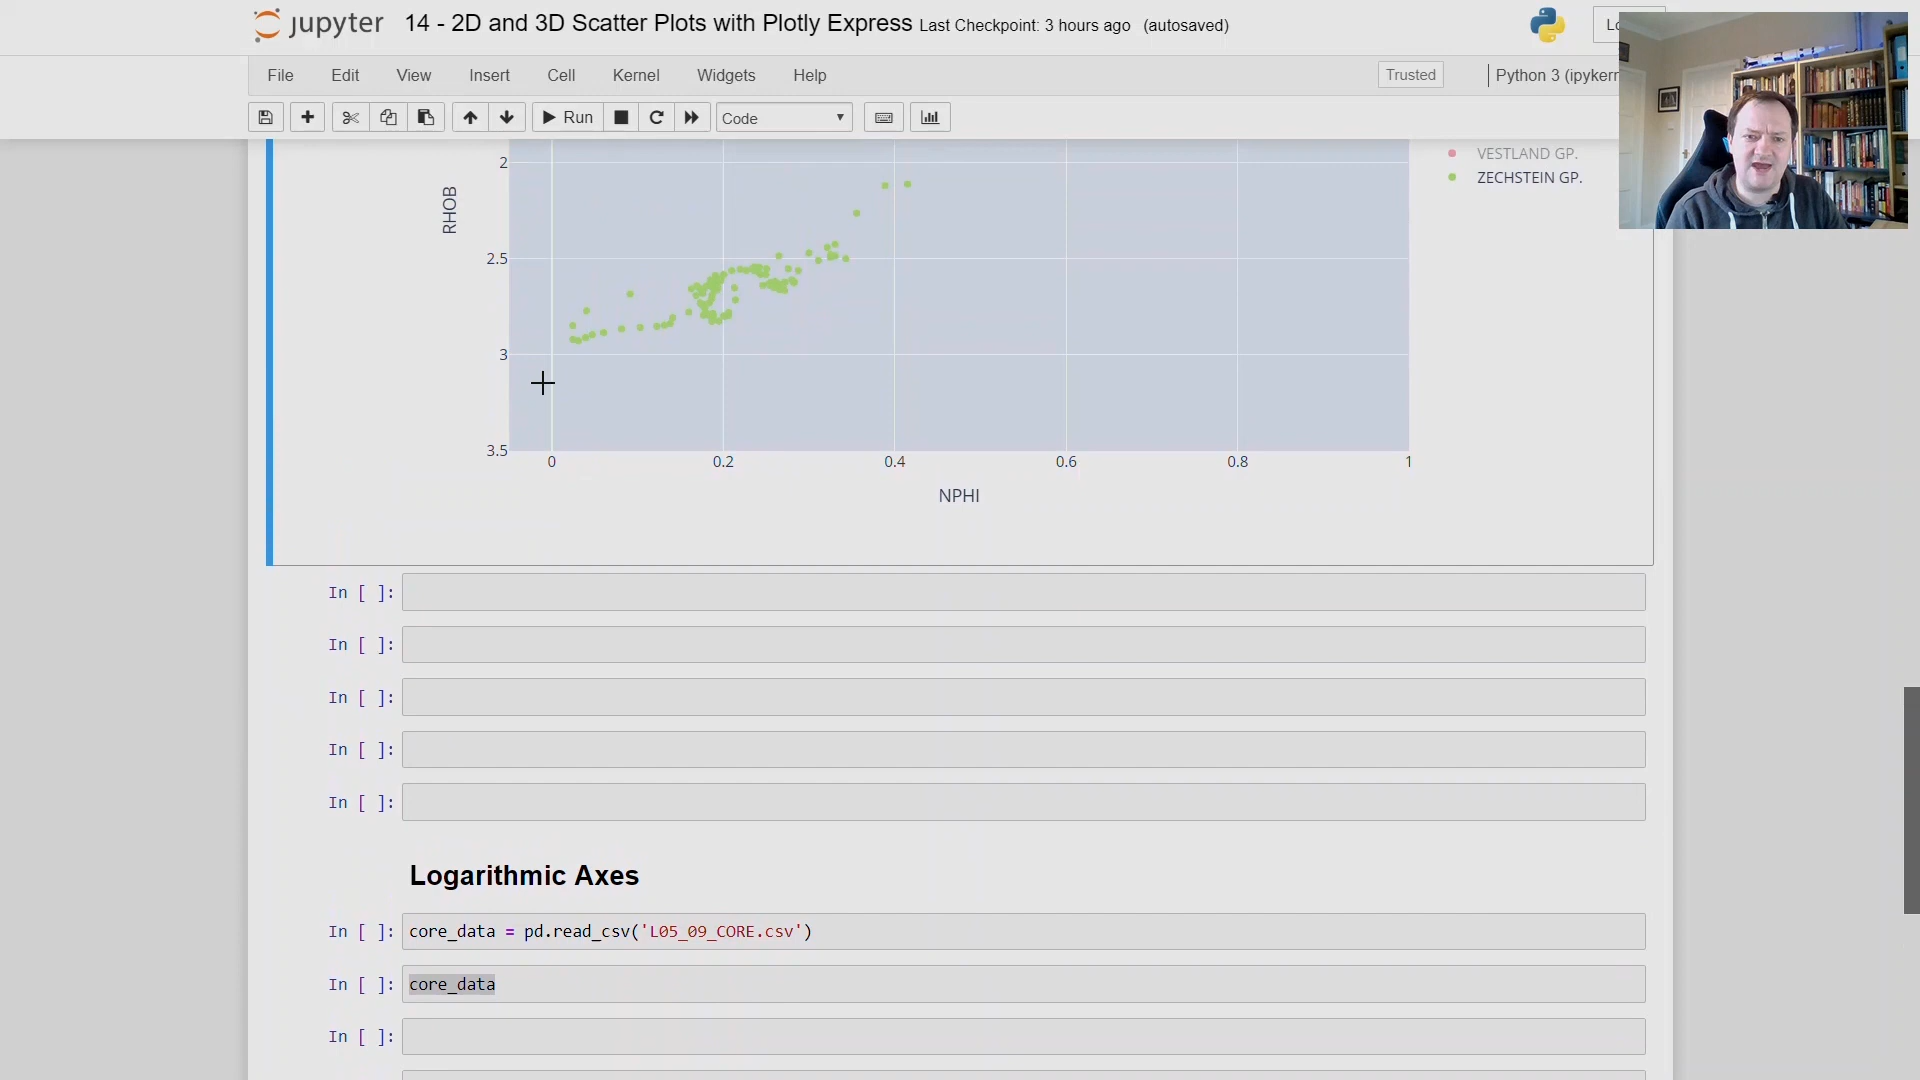 jupyter 14 - 2D and 3D Scatter Plots with Plotly Express Last Checkpoint: 3 hours ago (autosaved)
File Edit View Insert Cell Kernel Widgets Help Trusted Python 3
Run Code
2
2.5
3
3.5
RHOB
0 0.2 0.4 0.6 0.8 1
NPHI
VESTLAND GP.
ZECHSTEIN GP.
In [ ]:
In [ ]:
In [ ]:
In [ ]:
In [ ]:
Logarithmic Axes
In [ ]: core_data = pd.read_csv('L05_09_CORE.csv')
In [ ]: core_data
In [ ]: